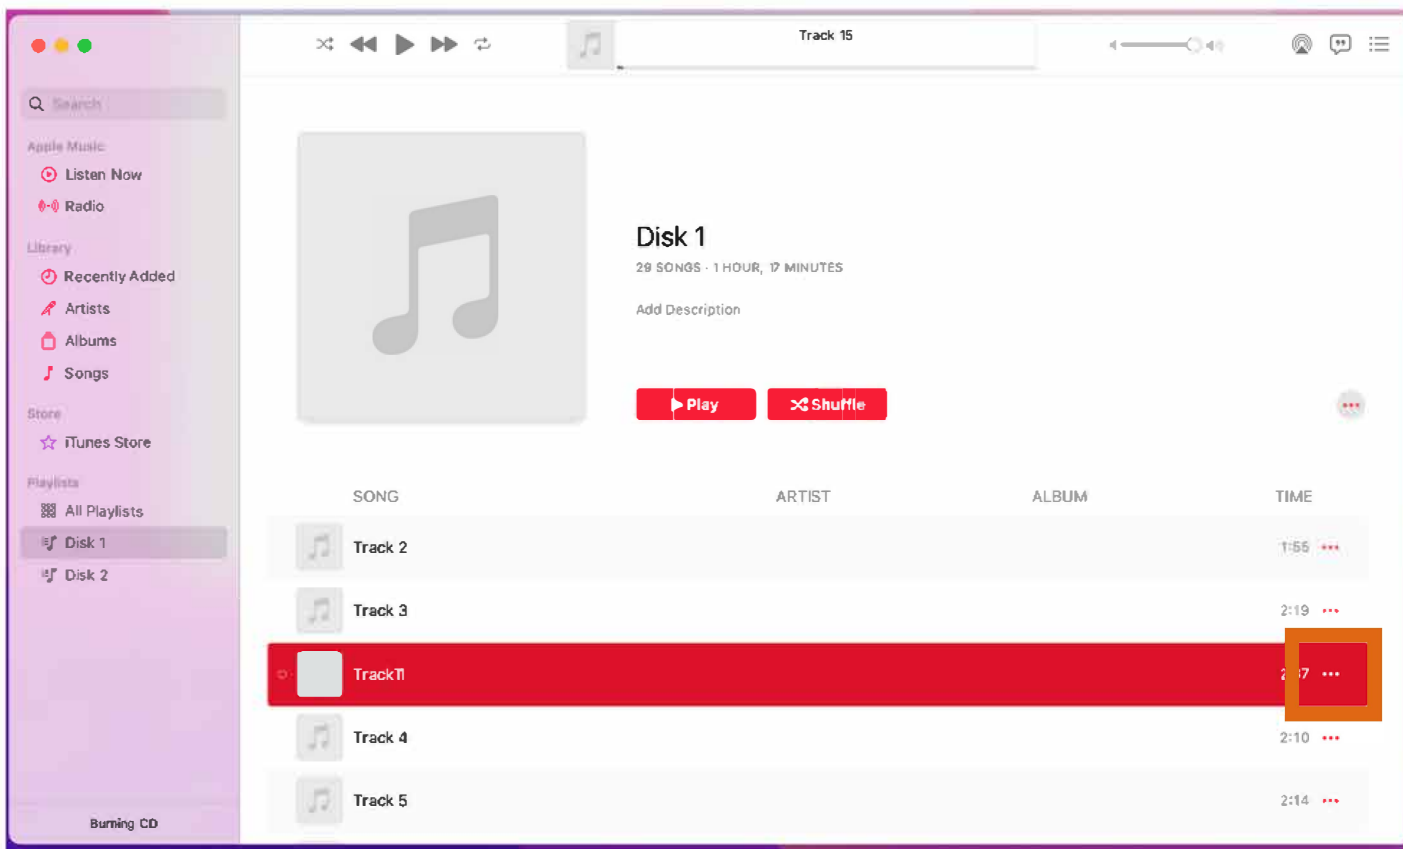 Track 15
Search
Apple Music
Listen Now
Radio
Library
Recently Added
Artists
Albums
Songs
Store
iTunes Store
Playlists
All Playlists
Disk 1
Disk 2
Burning CD
Disk 1
29 SONGS · 1 HOUR, 17 MINUTES
Add Description
Play
Shuffle
SONG ARTIST ALBUM TIME
Track 2 1:55
Track 3 2:19
Track11
Track 4 2:10
Track 5 2:14